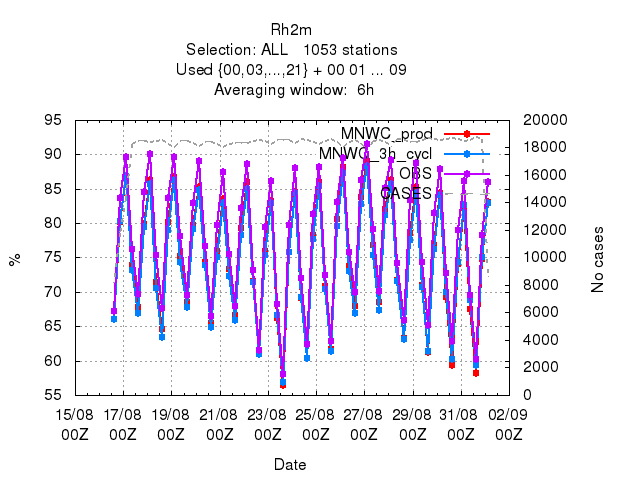 Rh2m
Selection: ALL   1053 stations
Used {00,03,...,21} + 00 01 ... 09
Averaging window:  6h
95 20000
90 18000
85 16000
80 14000
75 12000
70 10000
65 8000
60 6000
55 4000
2000
0
MNWC_prod
MNWC_3h_cycl
OBS
CASES
%
No cases
15/08 17/08 19/08 21/08 23/08 25/08 27/08 29/08 31/08 02/09
00Z 00Z 00Z 00Z 00Z 00Z 00Z 00Z 00Z 00Z
Date